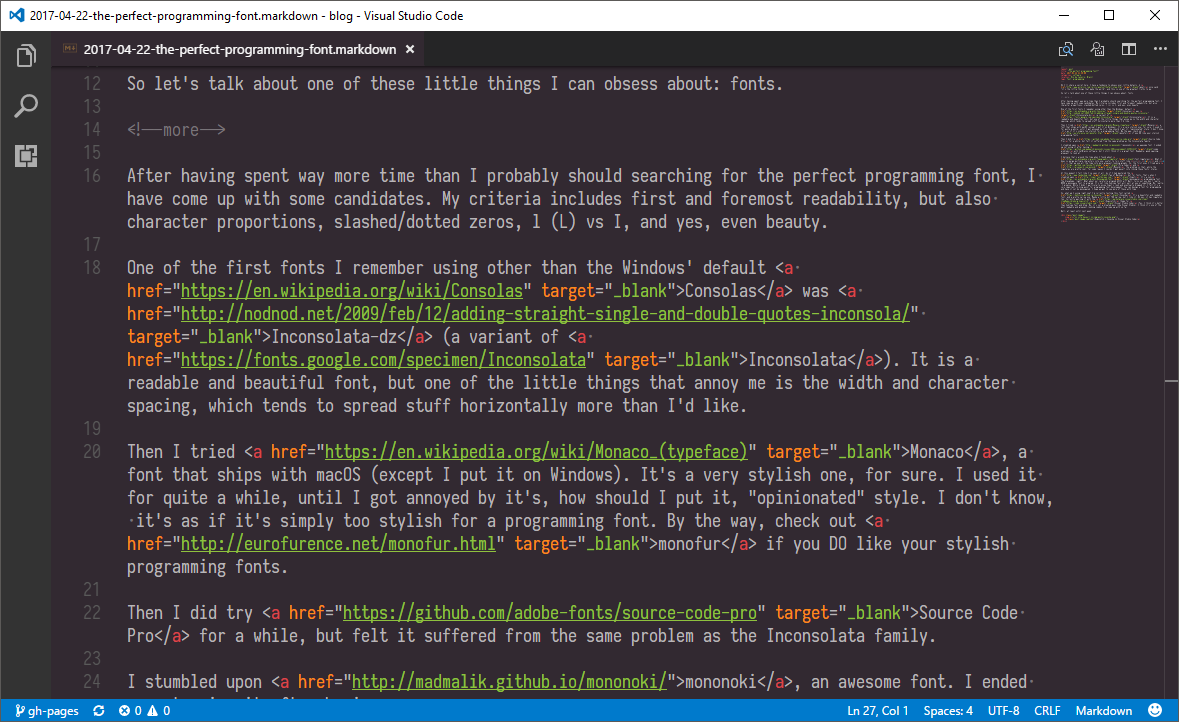 2017-04-22-the-perfect-programming-font.markdown - blog - Visual Studio Code
2017-04-22-the-perfect-programming-font.markdown ×
12 So let's talk about one of these little things I can obsess about: fonts.
13
14 <!--more-->
15
16 After having spent way more time than I probably should searching for the perfect programming font, I
have come up with some candidates. My criteria includes first and foremost readability, but also
character proportions, slashed/dotted zeros, l (L) vs I, and yes, even beauty.
17
18 One of the first fonts I remember using other than the Windows' default <a
href="https://en.wikipedia.org/wiki/Consolas" target="_blank">Consolas</a> was <a
href="http://nodnod.net/2009/feb/12/adding-straight-single-and-double-quotes-inconsola/"
target="_blank">Inconsolata-dz</a> (a variant of <a
href="https://fonts.google.com/specimen/Inconsolata" target="_blank">Inconsolata</a>). It is a
readable and beautiful font, but one of the little things that annoy me is the width and character
spacing, which tends to spread stuff horizontally more than I'd like.
19
20 Then I tried <a href="https://en.wikipedia.org/wiki/Monaco_(typeface)" target="_blank">Monaco</a>, a
font that ships with macOS (except I put it on Windows). It's a very stylish one, for sure. I used it
for quite a while, until I got annoyed by it's, how should I put it, "opinionated" style. I don't know,
it's as if it's simply too stylish for a programming font. By the way, check out <a
href="http://eurofurence.net/monofur.html" target="_blank">monofur</a> if you DO like your stylish
programming fonts.
21
22 Then I did try <a href="https://github.com/adobe-fonts/source-code-pro" target="_blank">Source Code
Pro</a> for a while, but felt it suffered from the same problem as the Inconsolata family.
23
24 I stumbled upon <a href="http://madmalik.github.io/mononoki/">mononoki</a>, an awesome font. I ended
gh-pages 0 0 Ln 27, Col 1 Spaces: 4 UTF-8 CRLF Markdown